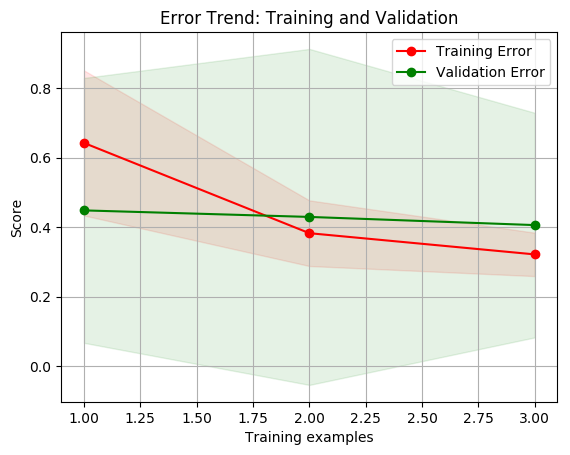 Error Trend: Training and Validation
Training Error
Validation Error
Score
0.8
0.6
0.4
0.2
0.0
1.00 1.25 1.50 1.75 2.00 2.25 2.50 2.75 3.00
Training examples